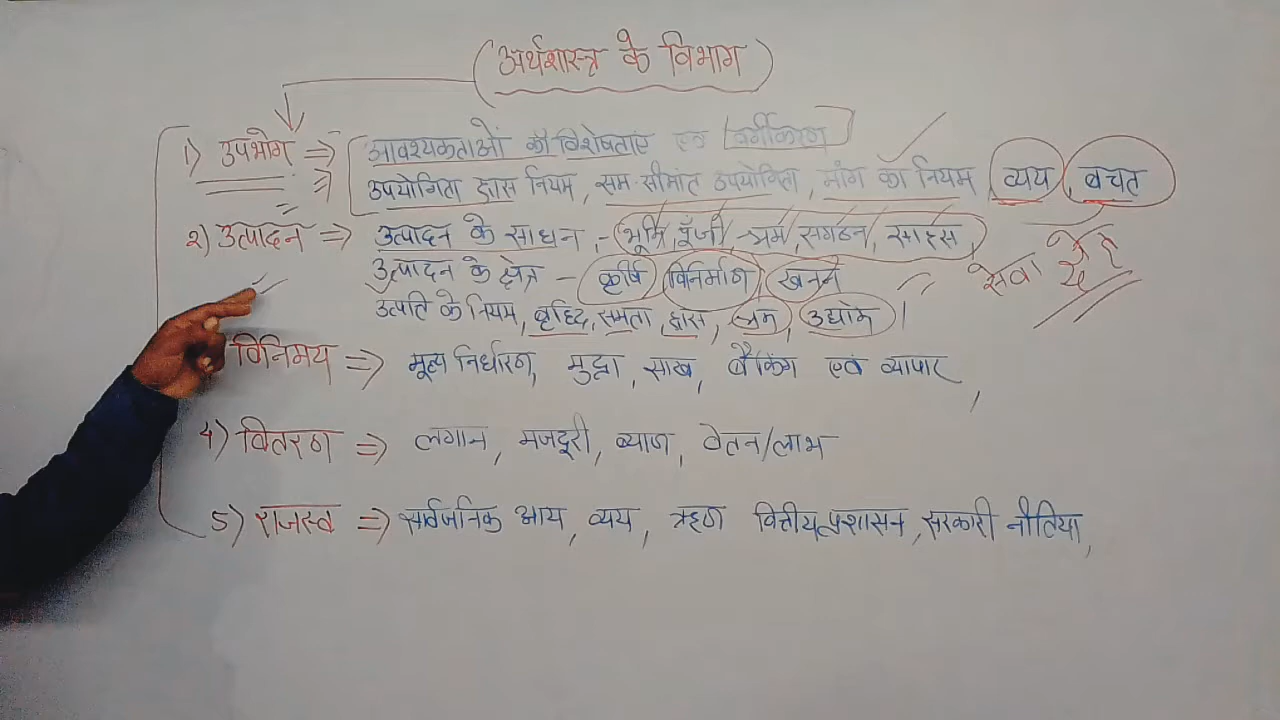 (अर्थशास्त्र के विभाग)
1) उपभोग ⇒ आवश्यकताओं की विशेषताएं एवं वर्गीकरण
उपयोगिता ह्रास नियम, सम-सीमांत उपयोगिता, मांग का नियम, व्यय, बचत
2) उत्पादन ⇒ उत्पादन के साधन - (भूमि, पूँजी, श्रम, संगठन, साहस)
उत्पादन के क्षेत्र - कृषि, विनिर्माण, खनन सेवा क्षेत्र
उत्पति के नियम, वृद्धि, समता, ह्रास, श्रम, उद्योग
विनिमय ⇒ मूल्य निर्धारण, मुद्रा, साख, बैंकिंग एवं व्यापार,
4) वितरण ⇒ लगान, मजदूरी, ब्याज, वेतन/लाभ
5) राजस्व ⇒ सार्वजनिक आय, व्यय, ऋण वित्तीय प्रशासन, सरकारी नीतिया,